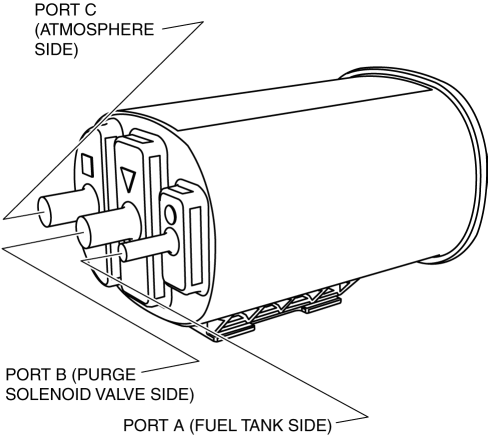 PORT C
(ATMOSPHERE
SIDE)
PORT B (PURGE
SOLENOID VALVE SIDE)
PORT A (FUEL TANK SIDE)